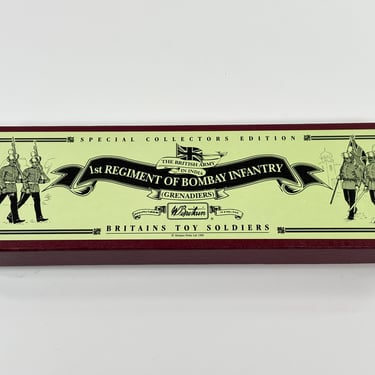 SPECIAL COLLECTORS EDITION
THE BRITISH ARMY
IN INDIA
1st REGIMENT OF BOMBAY INFANTRY
(GRENADIERS)
W. Britain
BRITAINS TOY SOLDIERS